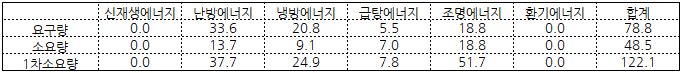 신재생에너지 난방에너지 냉방에너지 급탕에너지 조명에너지 환기에너지 합계
요구량 0.0 33.6 20.8 5.5 18.8 0.0 78.8
소요량 0.0 13.7 9.1 7.0 18.8 0.0 48.5
1차소요량 0.0 37.7 24.9 7.8 51.7 0.0 122.1